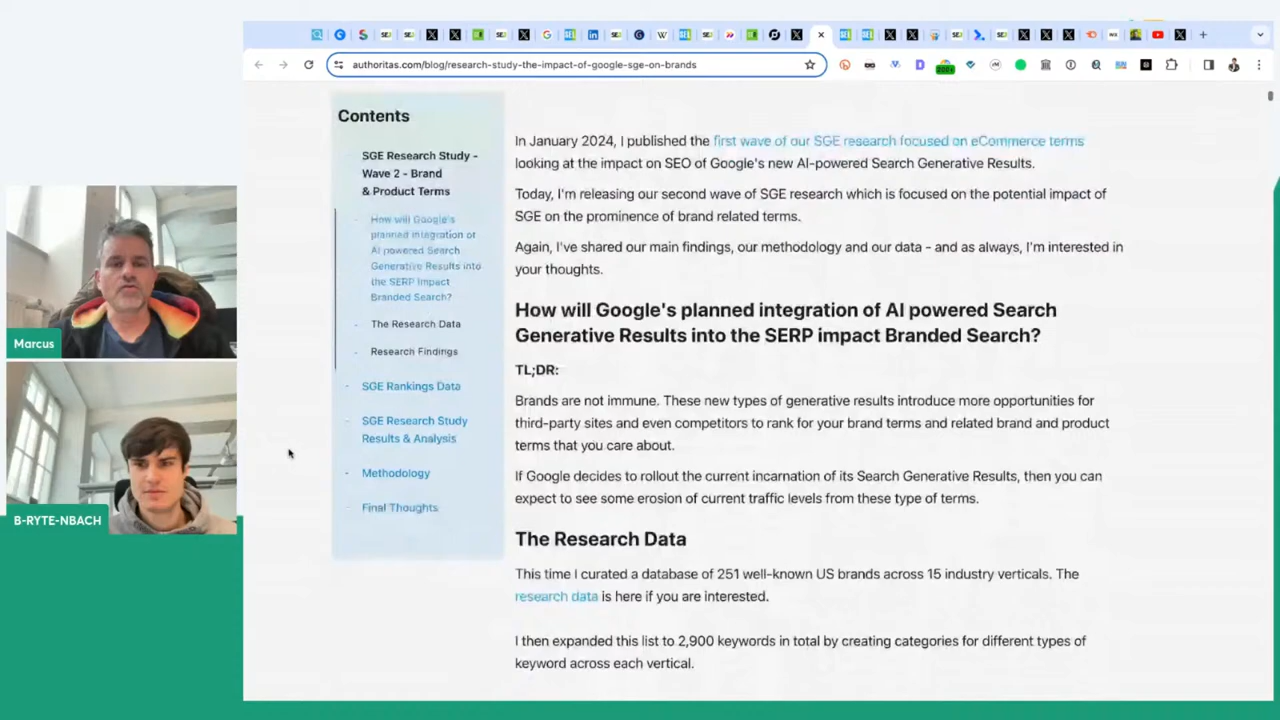 authoritas.com/blog/research-study-the-impact-of-google-sge-on-brands
Contents
SGE Research Study -
Wave 2 - Brand
& Product Terms
How will Google's
planned integration of
AI powered Search
Generative Results into
the SERP Impact
Branded Search?
The Research Data
Research Findings
SGE Rankings Data
SGE Research Study
Results & Analysis
Methodology
Final Thoughts
In January 2024, I published the first wave of our SGE research focused on eCommerce terms
looking at the impact on SEO of Google's new AI-powered Search Generative Results.
Today, I'm releasing our second wave of SGE research which is focused on the potential impact of
SGE on the prominence of brand related terms.
Again, I've shared our main findings, our methodology and our data - and as always, I'm interested in
your thoughts.
How will Google's planned integration of AI powered Search
Generative Results into the SERP impact Branded Search?
TL;DR:
Brands are not immune. These new types of generative results introduce more opportunities for
third-party sites and even competitors to rank for your brand terms and related brand and product
terms that you care about.
If Google decides to rollout the current incarnation of its Search Generative Results, then you can
expect to see some erosion of current traffic levels from these type of terms.
The Research Data
This time I curated a database of 251 well-known US brands across 15 industry verticals. The
research data is here if you are interested.
I then expanded this list to 2,900 keywords in total by creating categories for different types of
keyword across each vertical.
Marcus
B-RYTE-NBACH